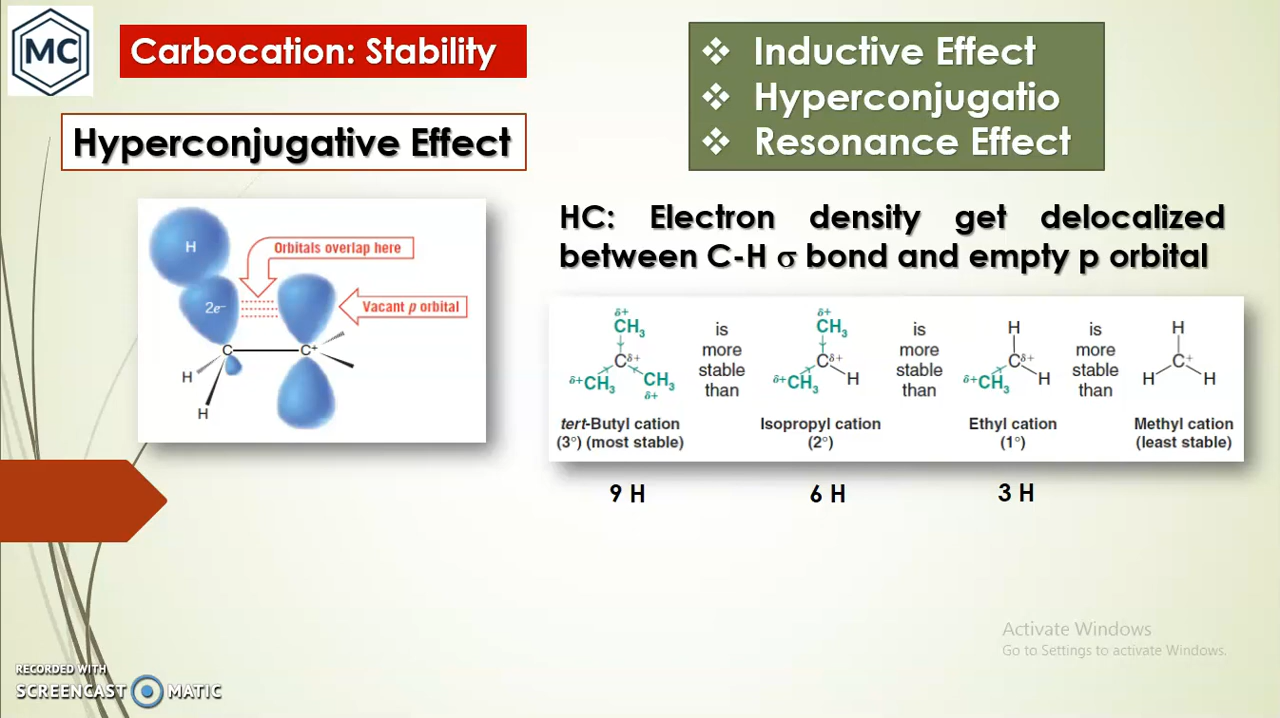 MC
Carbocation: Stability
❖ Inductive Effect
❖ Hyperconjugatio
❖ Resonance Effect
Hyperconjugative Effect
H
Orbitals overlap here
2e⁻
Vacant p orbital
C
C⁺
H
H
HC: Electron density get delocalized
between C-H σ bond and empty p orbital
δ+
CH₃
Cδ+
δ+CH₃
CH₃
δ+
tert-Butyl cation
(3°) (most stable)
is
more
stable
than
δ+
CH₃
Cδ+
δ+CH₃
H
Isopropyl cation
(2°)
is
more
stable
than
H
Cδ+
δ+CH₃
H
Ethyl cation
(1°)
is
more
stable
than
H
C+
H
H
Methyl cation
(least stable)
9 H
6 H
3 H
Activate Windows
Go to Settings to activate Windows.
RECORDED WITH
SCREENCAST MATIC